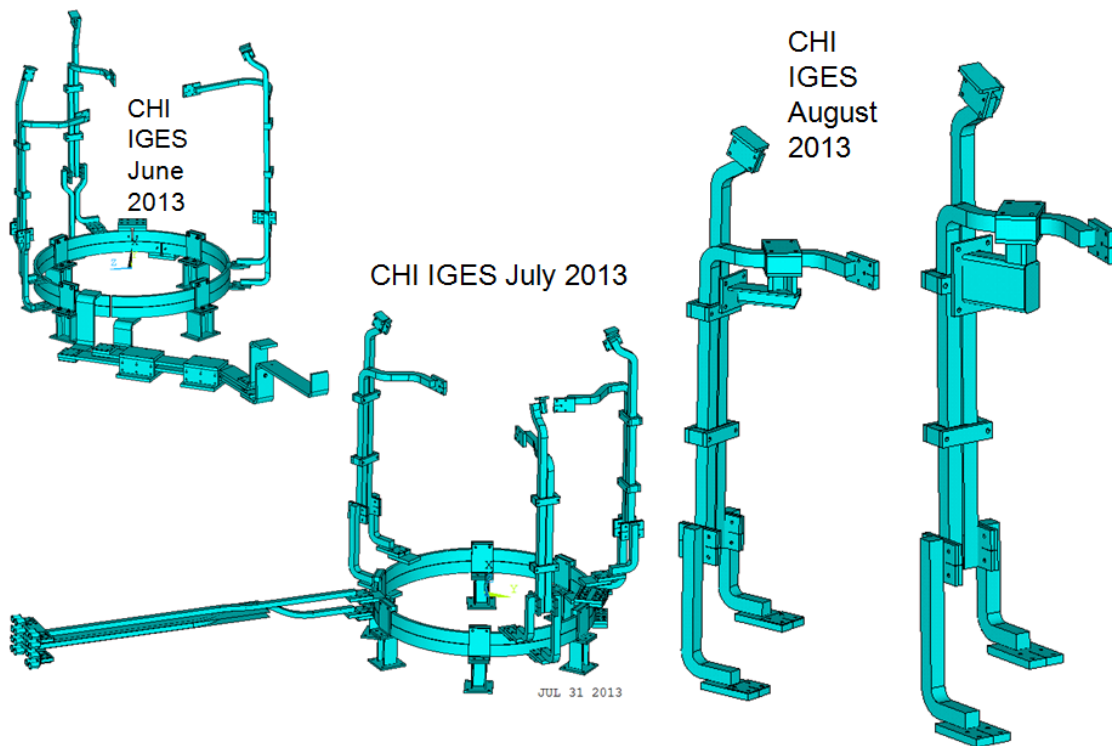 CHI
IGES
June
2013
CHI IGES July 2013
CHI
IGES
August
2013
X
Z
X
Y
JUL 31 2013